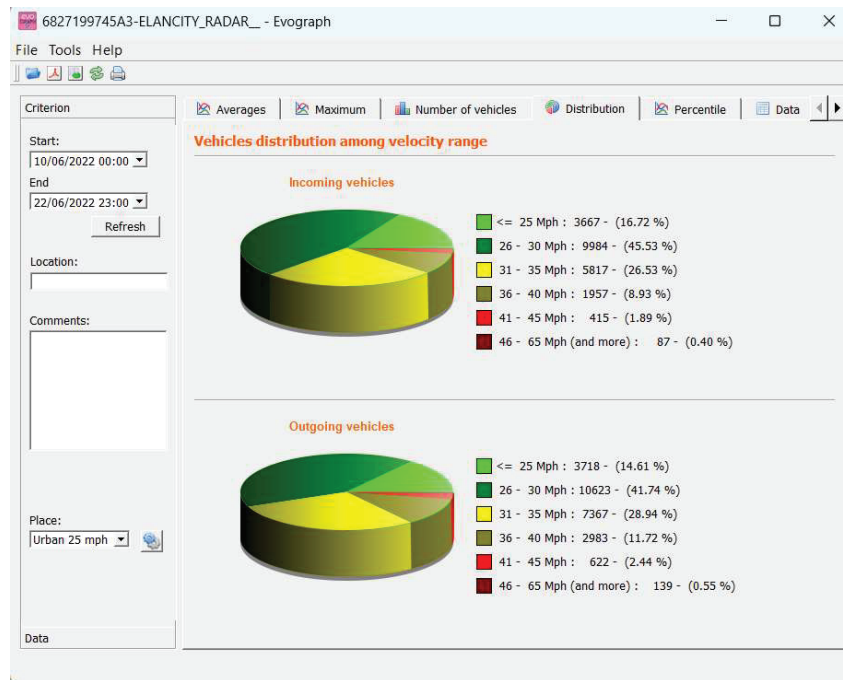 6827199745A3-ELANCITY_RADAR__ - Evograph
File Tools Help
Criterion
Averages Maximum Number of vehicles Distribution Percentile Data
Start:
10/06/2022 00:00
End
22/06/2022 23:00
Refresh
Location:
Comments:
Place:
Urban 25 mph
Data
Vehicles distribution among velocity range
Incoming vehicles
<= 25 Mph : 3667 - (16.72 %)
26 - 30 Mph : 9984 - (45.53 %)
31 - 35 Mph : 5817 - (26.53 %)
36 - 40 Mph : 1957 - (8.93 %)
41 - 45 Mph : 415 - (1.89 %)
46 - 65 Mph (and more) : 87 - (0.40 %)
Outgoing vehicles
<= 25 Mph : 3718 - (14.61 %)
26 - 30 Mph : 10623 - (41.74 %)
31 - 35 Mph : 7367 - (28.94 %)
36 - 40 Mph : 2983 - (11.72 %)
41 - 45 Mph : 622 - (2.44 %)
46 - 65 Mph (and more) : 139 - (0.55 %)